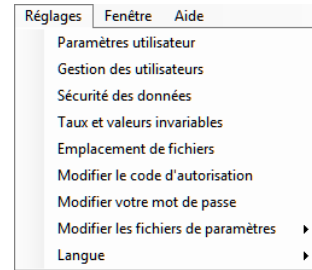 Réglages Fenêtre Aide
Paramètres utilisateur
Gestion des utilisateurs
Sécurité des données
Taux et valeurs invariables
Emplacement de fichiers
Modifier le code d'autorisation
Modifier votre mot de passe
Modifier les fichiers de paramètres
Langue